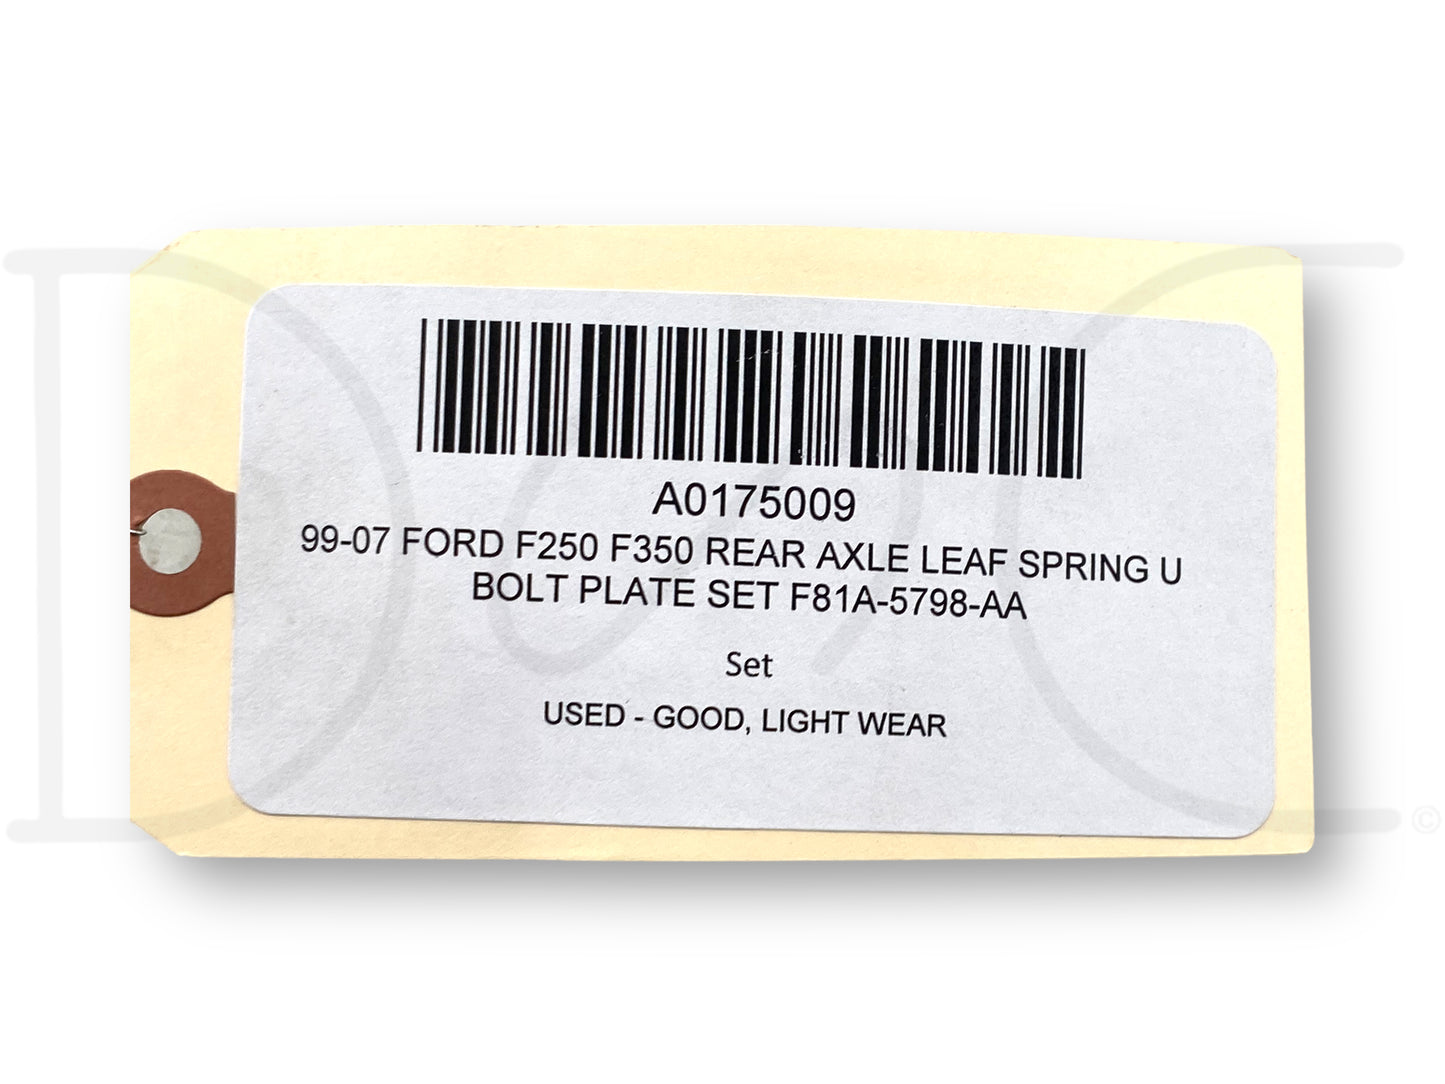 A0175009
99-07 FORD F250 F350 REAR AXLE LEAF SPRING U
BOLT PLATE SET F81A-5798-AA
Set
USED - GOOD, LIGHT WEAR
©